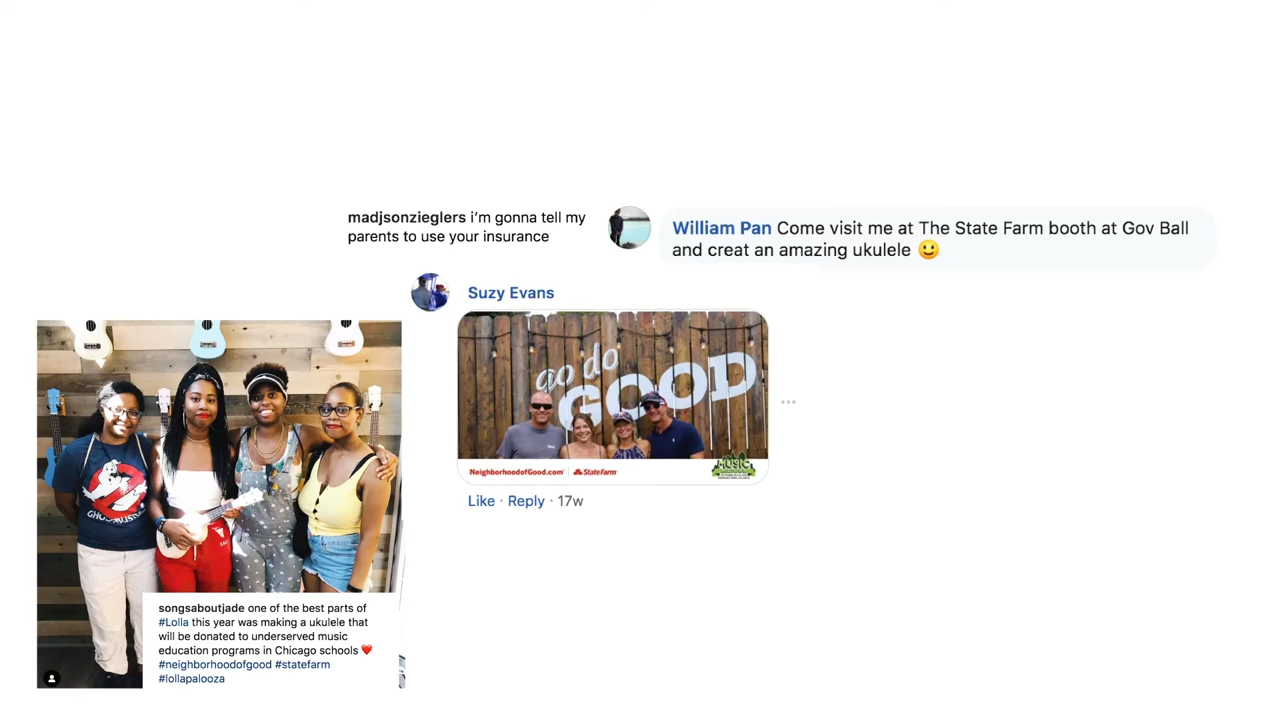 madjsonzieglers i'm gonna tell my
parents to use your insurance
William Pan Come visit me at The State Farm booth at Gov Ball
and creat an amazing ukulele 🙂
Suzy Evans
go do
GOOD
NeighborhoodofGood.com
StateFarm
MUSIC
Like · Reply · 17w
GHOSTBUS
songsaboutjade one of the best parts of
#Lolla this year was making a ukulele that
will be donated to underserved music
education programs in Chicago schools ❤️
#neighborhoodofgood #statefarm
#lollapalooza